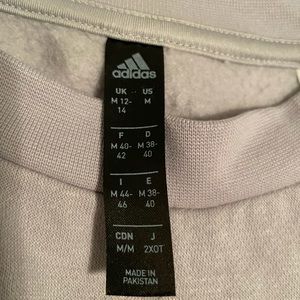 adidas
UK US
M 12- M
14
F D
M 40- M 38-
42 40
I E
M 44- M 38-
46 40
CDN J
M/M 2XOT
MADE IN
PAKISTAN